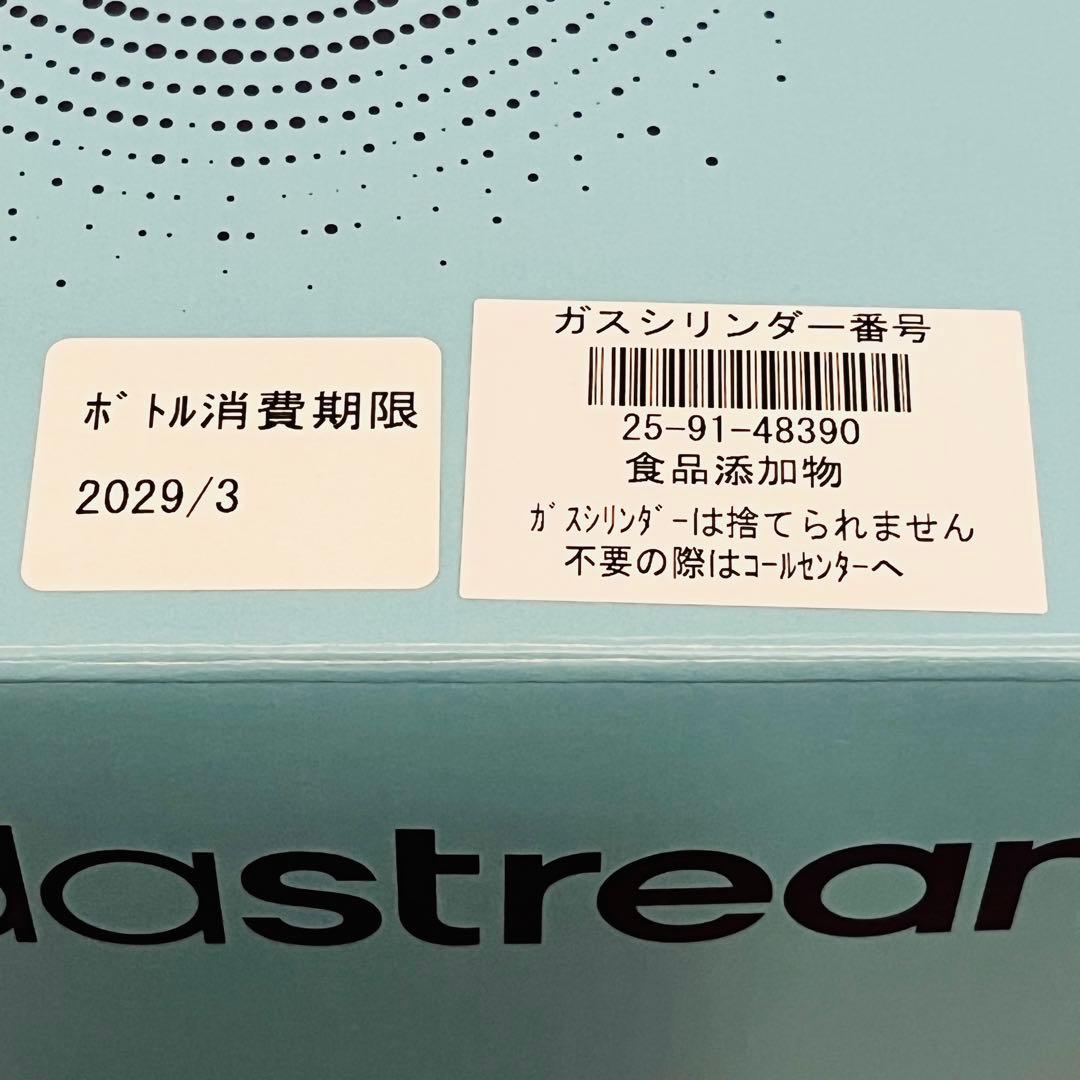 ガスシリンダー番号
25-91-48390
食品添加物
ｶﾞｽｼﾘﾝﾀﾞｰは捨てられません
不要の際はｺｰﾙｾﾝﾀｰへ
ﾎﾞﾄﾙ消費期限
2029/3
dastream